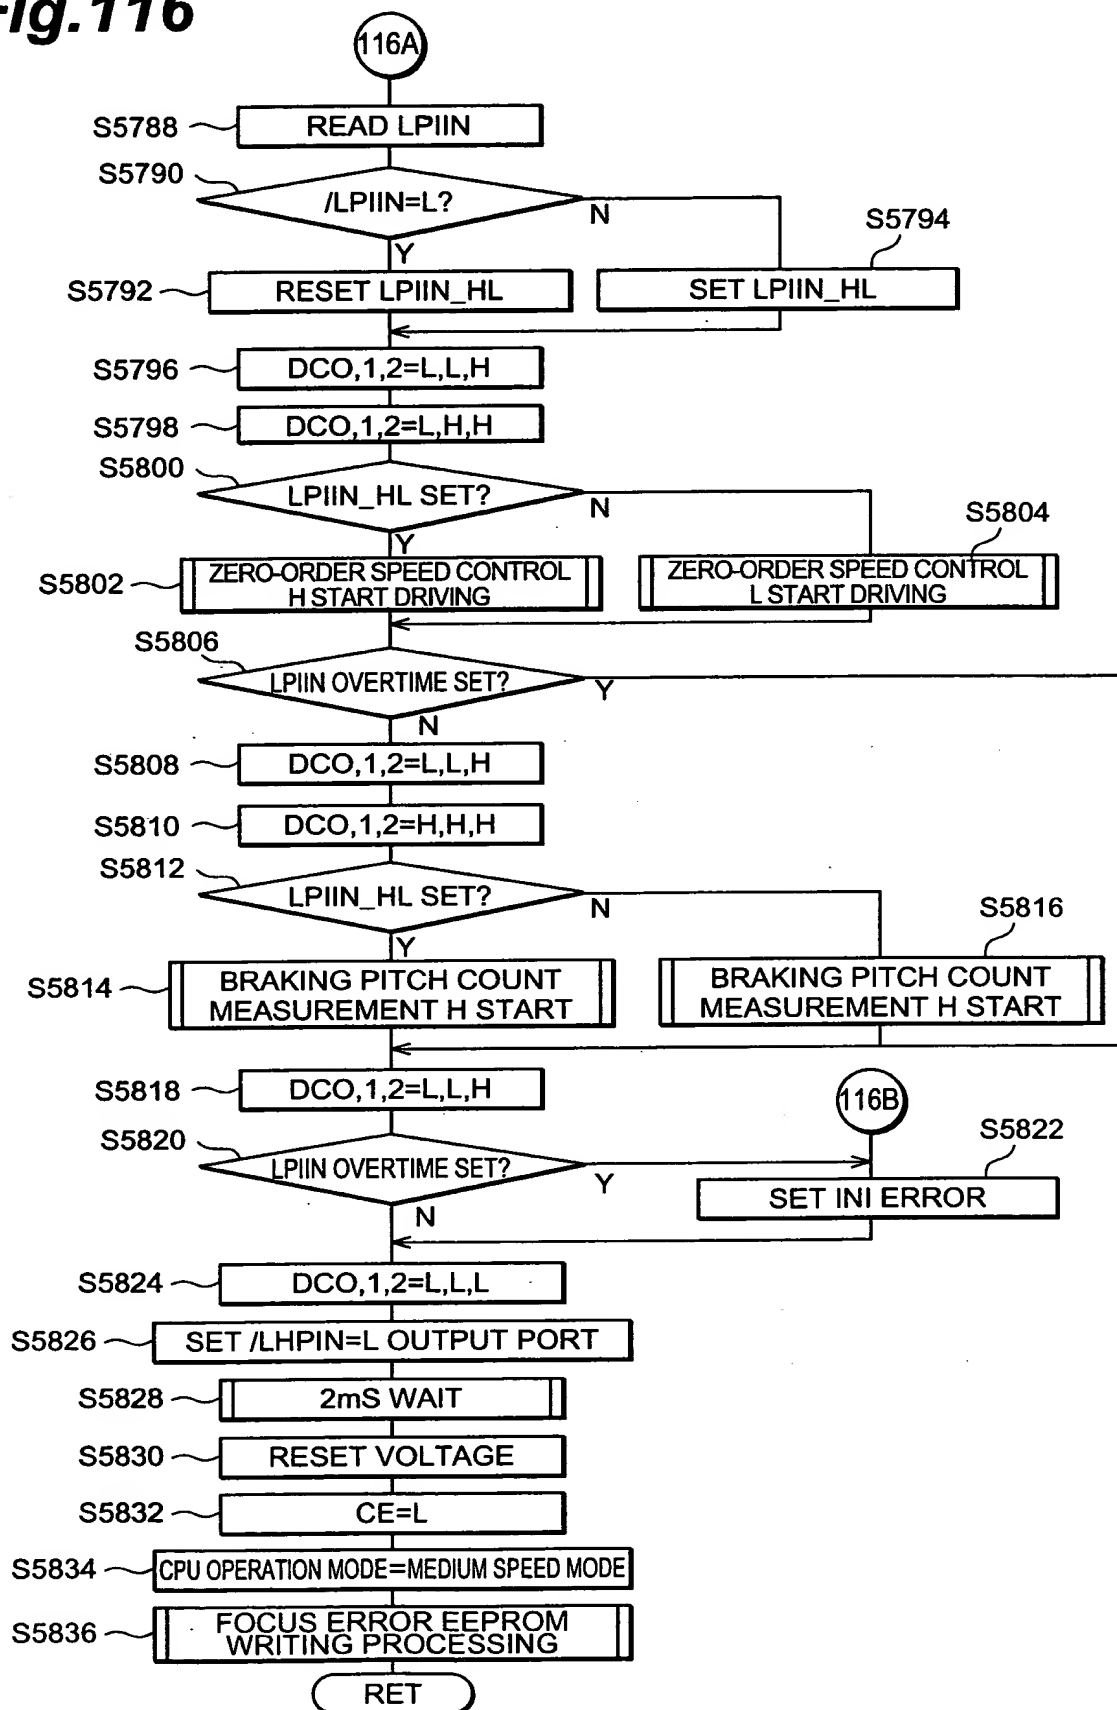 Fig.116
116A
S5788
READ LPIIN
S5790
/LPIIN=L?
N
Y
S5794
S5792
RESET LPIIN_HL
SET LPIIN_HL
S5796
DCO,1,2=L,L,H
S5798
DCO,1,2=L,H,H
S5800
LPIIN_HL SET?
N
Y
S5804
S5802
ZERO-ORDER SPEED CONTROL
H START DRIVING
ZERO-ORDER SPEED CONTROL
L START DRIVING
S5806
LPIIN OVERTIME SET?
Y
N
S5808
DCO,1,2=L,L,H
S5810
DCO,1,2=H,H,H
S5812
LPIIN_HL SET?
N
Y
S5816
S5814
BRAKING PITCH COUNT
MEASUREMENT H START
BRAKING PITCH COUNT
MEASUREMENT H START
S5818
DCO,1,2=L,L,H
116B
S5820
LPIIN OVERTIME SET?
Y
N
S5822
SET INI ERROR
S5824
DCO,1,2=L,L,L
S5826
SET /LHPIN=L OUTPUT PORT
S5828
2mS WAIT
S5830
RESET VOLTAGE
S5832
CE=L
S5834
CPU OPERATION MODE=MEDIUM SPEED MODE
S5836
FOCUS ERROR EEPROM
WRITING PROCESSING
RET